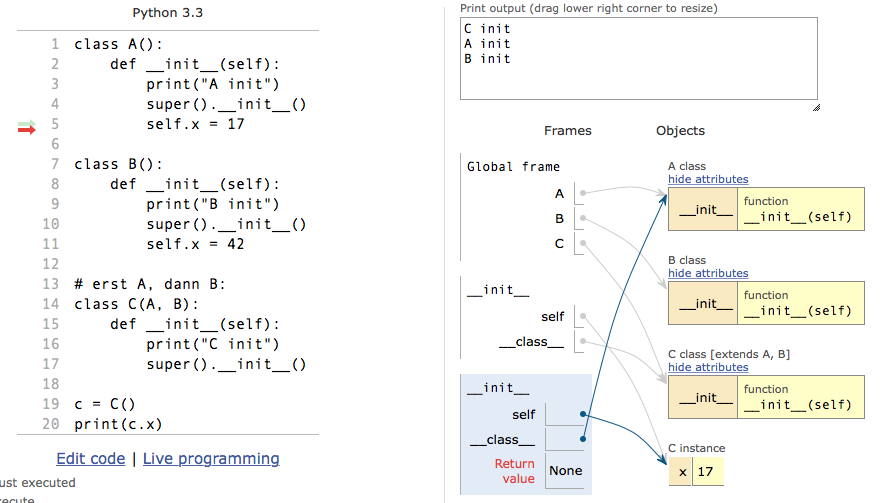 Python 3.3
1 class A():
2     def __init__(self):
3         print("A init")
4         super().__init__()
5         self.x = 17
6
7 class B():
8     def __init__(self):
9         print("B init")
10         super().__init__()
11         self.x = 42
12
13 # erst A, dann B:
14 class C(A, B):
15     def __init__(self):
16         print("C init")
17         super().__init__()
18
19 c = C()
20 print(c.x)
Edit code | Live programming
ust executed
xecute
Print output (drag lower right corner to resize)
C init
A init
B init
Frames Objects
Global frame
A
B
C
__init__
self
__class__
__init__
self
__class__
Return
value None
A class
hide attributes
__init__ function
__init__(self)
B class
hide attributes
__init__ function
__init__(self)
C class [extends A, B]
hide attributes
__init__ function
__init__(self)
C instance
x 17